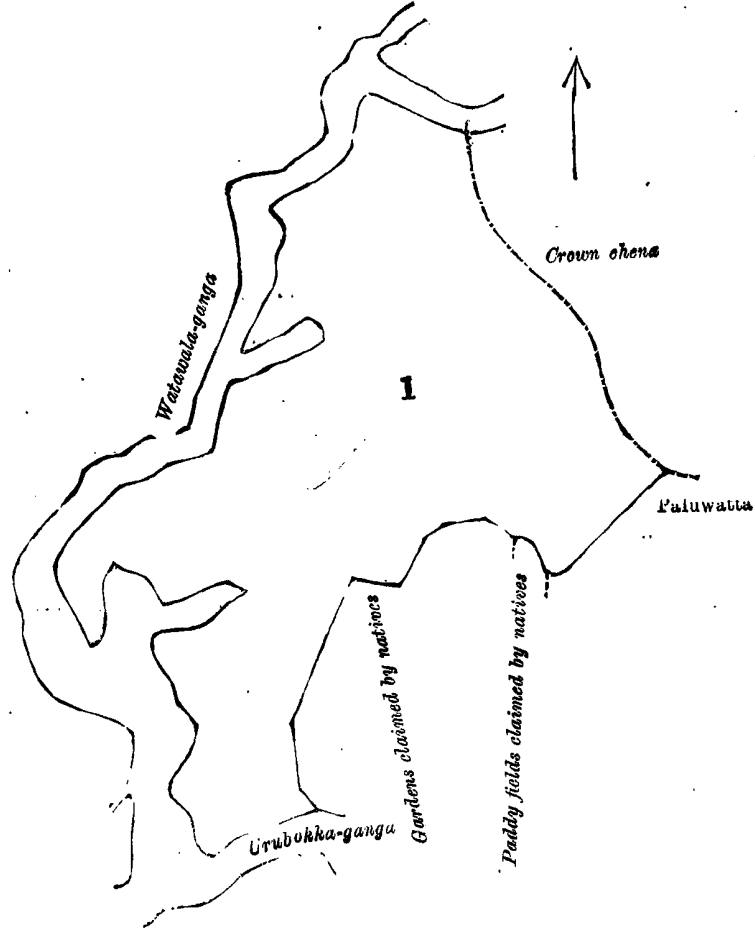 Crown chena
Watawala-ganga
1
Paluwatta
Gardens claimed by natives
Paddy fields claimed by natives
Urubokka-ganga